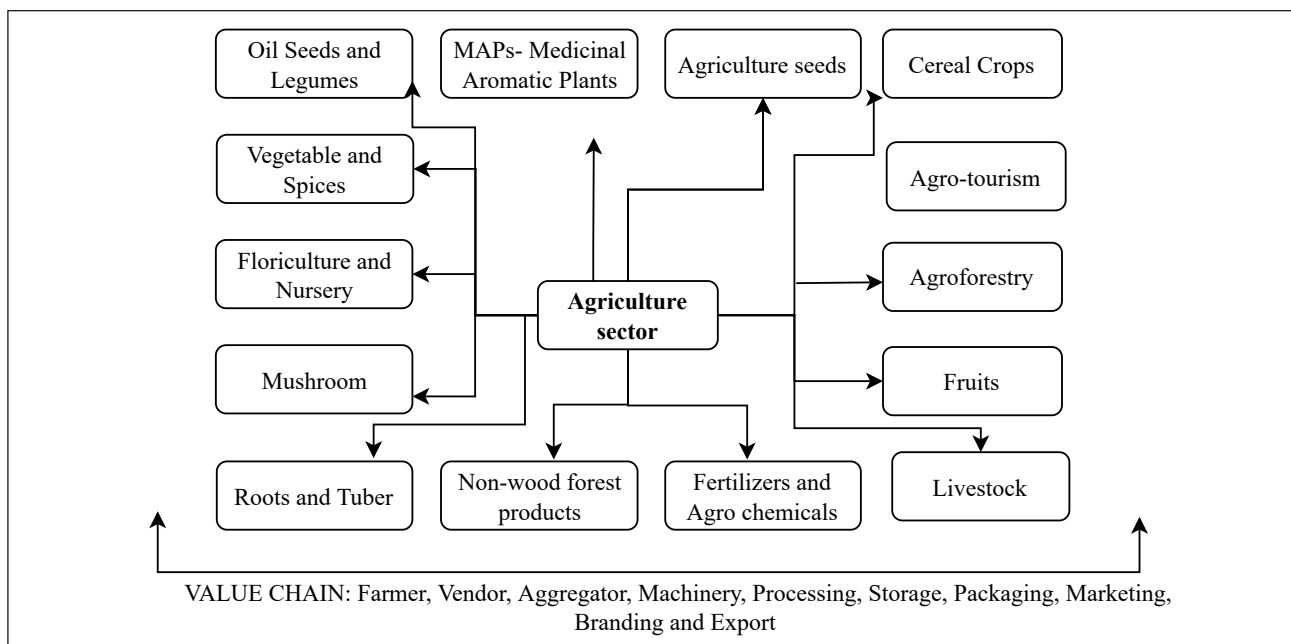 Oil Seeds and
Legumes
MAPs- Medicinal
Aromatic Plants
Agriculture seeds
Cereal Crops
Vegetable and
Spices
Agro-tourism
Floriculture and
Nursery
Agriculture
sector
Agroforestry
Mushroom
Fruits
Roots and Tuber
Non-wood forest
products
Fertilizers and
Agro chemicals
Livestock
VALUE CHAIN: Farmer, Vendor, Aggregator, Machinery, Processing, Storage, Packaging, Marketing,
Branding and Export